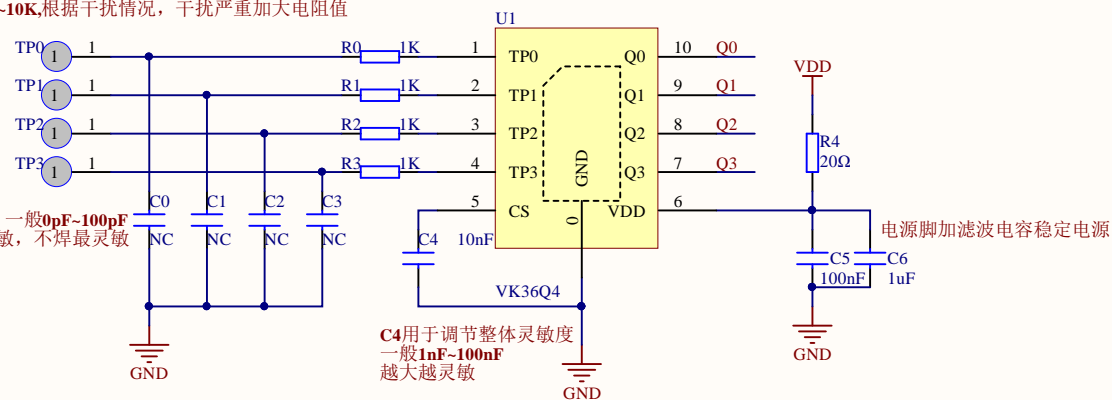 ~10K,根据干扰情况，干扰严重加大电阻值
U1
TP0 1 1 R0 1K 1 TP0 Q0 10 Q0
TP1 1 1 R1 1K 2 TP1 Q1 9 Q1
TP2 1 1 R2 1K 3 TP2 Q2 8 Q2
TP3 1 1 R3 1K 4 TP3 Q3 7 Q3
5 CS VDD 6
GND
0
VDD
R4
20Ω
C0 C1 C2 C3
NC NC NC NC
一般0pF~100pF
敏，不焊最灵敏
C4 10nF
VK36Q4
电源脚加滤波电容稳定电源
C5 C6
100nF 1uF
C4用于调节整体灵敏度
一般1nF~100nF
越大越灵敏
GND
GND
GND